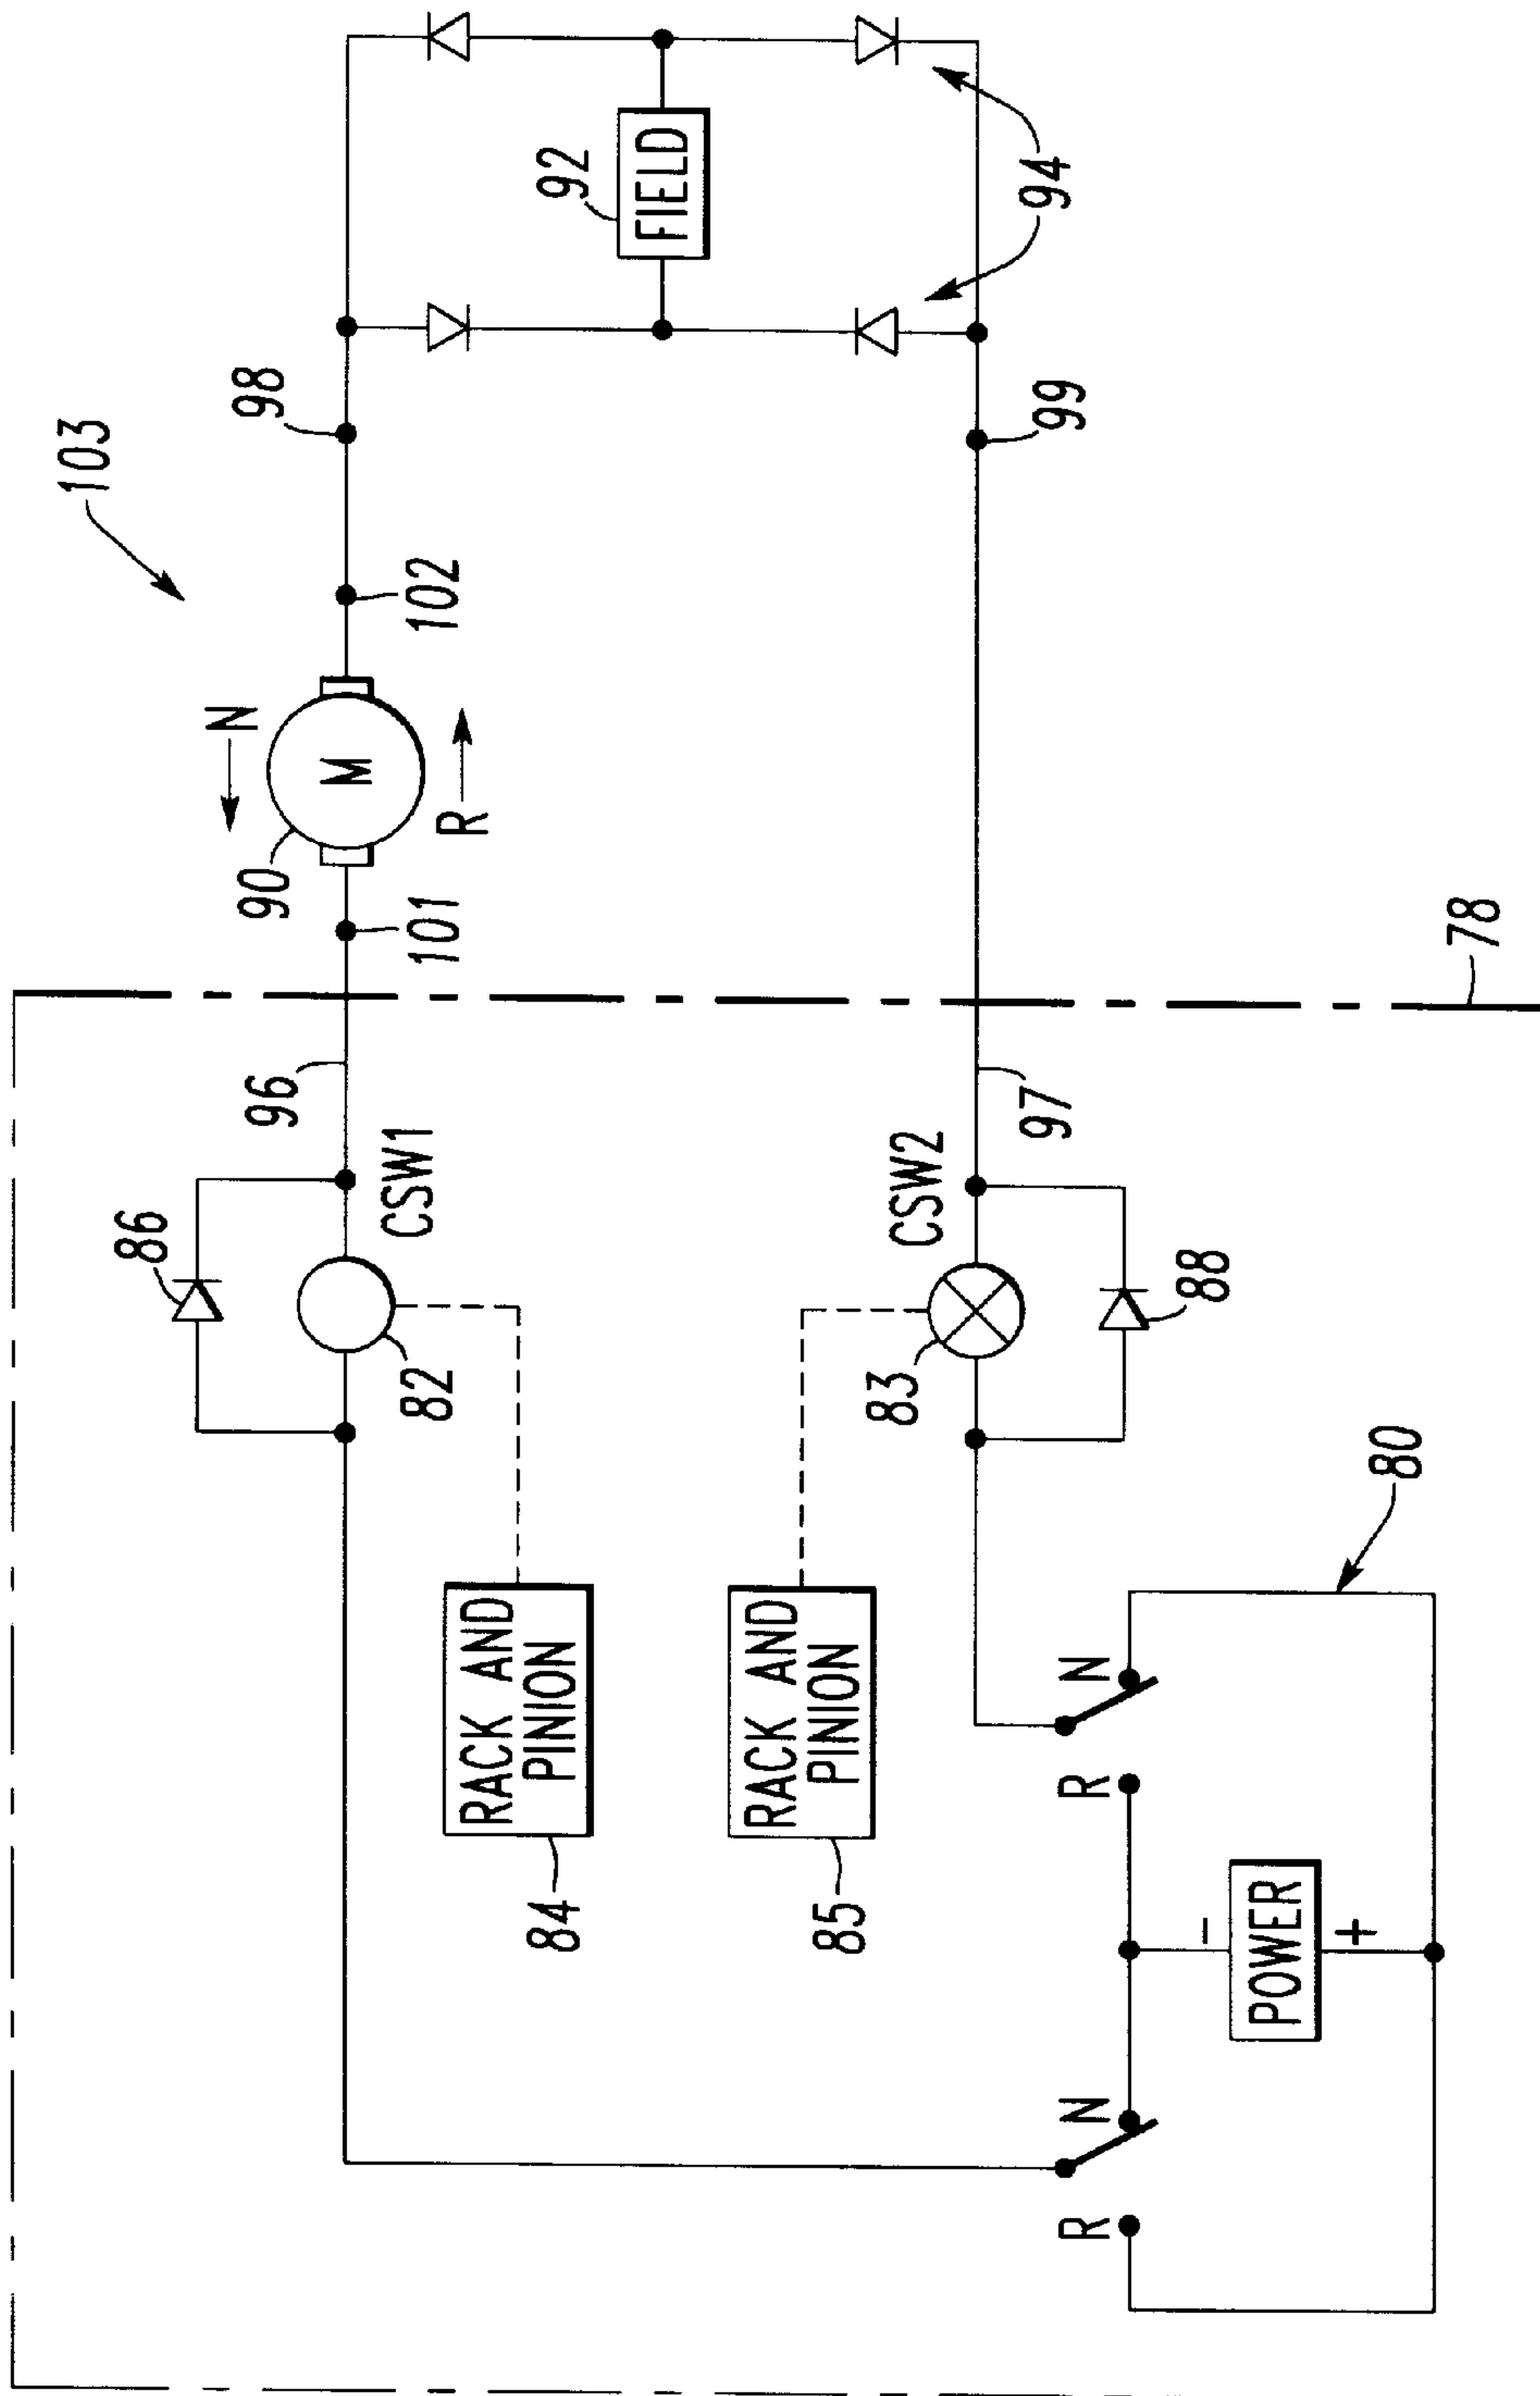 103
98
92
FIELD
94
99
102
N
M
R
90
101
96
86
CSW1
82
CSW2
97
78
83
88
RACK AND
PINION
84
RACK AND
PINION
85
80
N
R
-
POWER
+
N
R